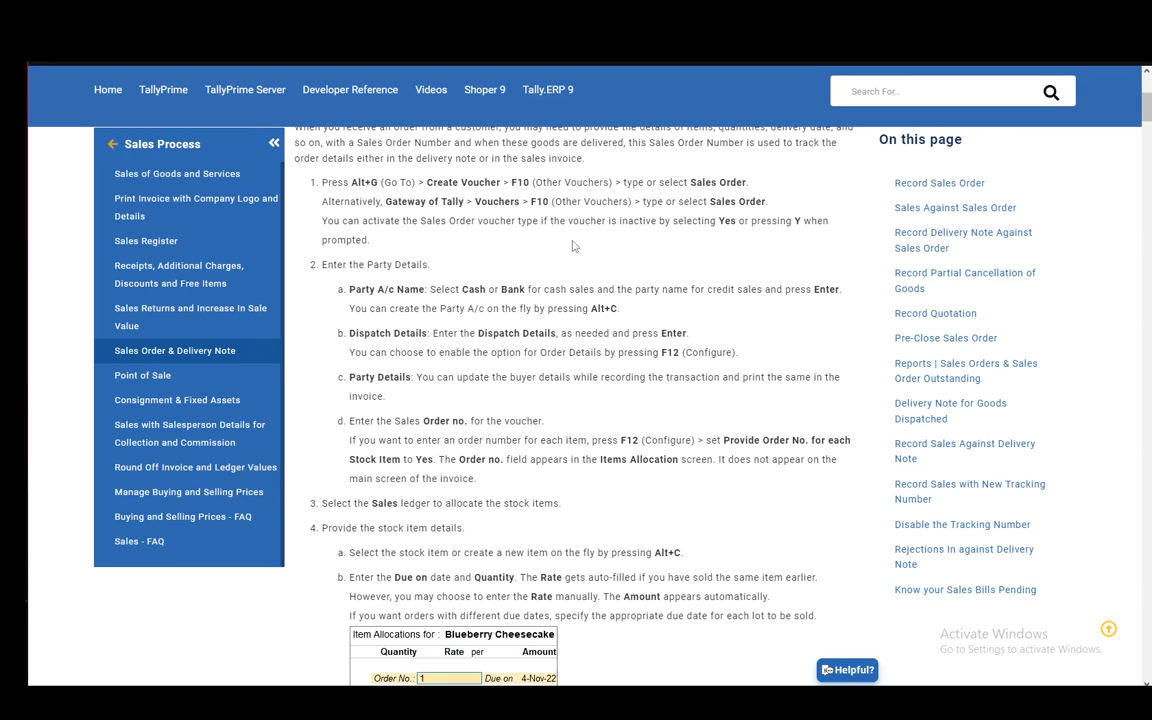 Home TallyPrime TallyPrime Server Developer Reference Videos Shoper 9 Tally.ERP 9
Search For..
Sales Process
Sales of Goods and Services
Print Invoice with Company Logo and
Details
Sales Register
Receipts, Additional Charges,
Discounts and Free Items
Sales Returns and Increase In Sale
Value
Sales Order & Delivery Note
Point of Sale
Consignment & Fixed Assets
Sales with Salesperson Details for
Collection and Commission
Round Off Invoice and Ledger Values
Manage Buying and Selling Prices
Buying and Selling Prices - FAQ
Sales - FAQ
When you receive an order from a customer, you may need to provide the details of items, quantities, delivery date, and
so on, with a Sales Order Number and when these goods are delivered, this Sales Order Number is used to track the
order details either in the delivery note or in the sales invoice.
1. Press Alt+G (Go To) > Create Voucher > F10 (Other Vouchers) > type or select Sales Order.
Alternatively, Gateway of Tally > Vouchers > F10 (Other Vouchers) > type or select Sales Order.
You can activate the Sales Order voucher type if the voucher is inactive by selecting Yes or pressing Y when
prompted.
2. Enter the Party Details.
a. Party A/c Name: Select Cash or Bank for cash sales and the party name for credit sales and press Enter.
You can create the Party A/c on the fly by pressing Alt+C.
b. Dispatch Details: Enter the Dispatch Details, as needed and press Enter.
You can choose to enable the option for Order Details by pressing F12 (Configure).
c. Party Details: You can update the buyer details while recording the transaction and print the same in the
invoice.
d. Enter the Sales Order no. for the voucher.
If you want to enter an order number for each item, press F12 (Configure) > set Provide Order No. for each
Stock Item to Yes. The Order no. field appears in the Items Allocation screen. It does not appear on the
main screen of the invoice.
3. Select the Sales ledger to allocate the stock items.
4. Provide the stock item details.
a. Select the stock item or create a new item on the fly by pressing Alt+C.
b. Enter the Due on date and Quantity. The Rate gets auto-filled if you have sold the same item earlier.
However, you may choose to enter the Rate manually. The Amount appears automatically.
If you want orders with different due dates, specify the appropriate due date for each lot to be sold.
Item Allocations for : Blueberry Cheesecake
Quantity Rate per Amount
Order No.: 1 Due on 4-Nov-22
On this page
Record Sales Order
Sales Against Sales Order
Record Delivery Note Against
Sales Order
Record Partial Cancellation of
Goods
Record Quotation
Pre-Close Sales Order
Reports | Sales Orders & Sales
Order Outstanding
Delivery Note for Goods
Dispatched
Record Sales Against Delivery
Note
Record Sales with New Tracking
Number
Disable the Tracking Number
Rejections In against Delivery
Note
Know your Sales Bills Pending
Activate Windows
Go to Settings to activate Windows.
Helpful?